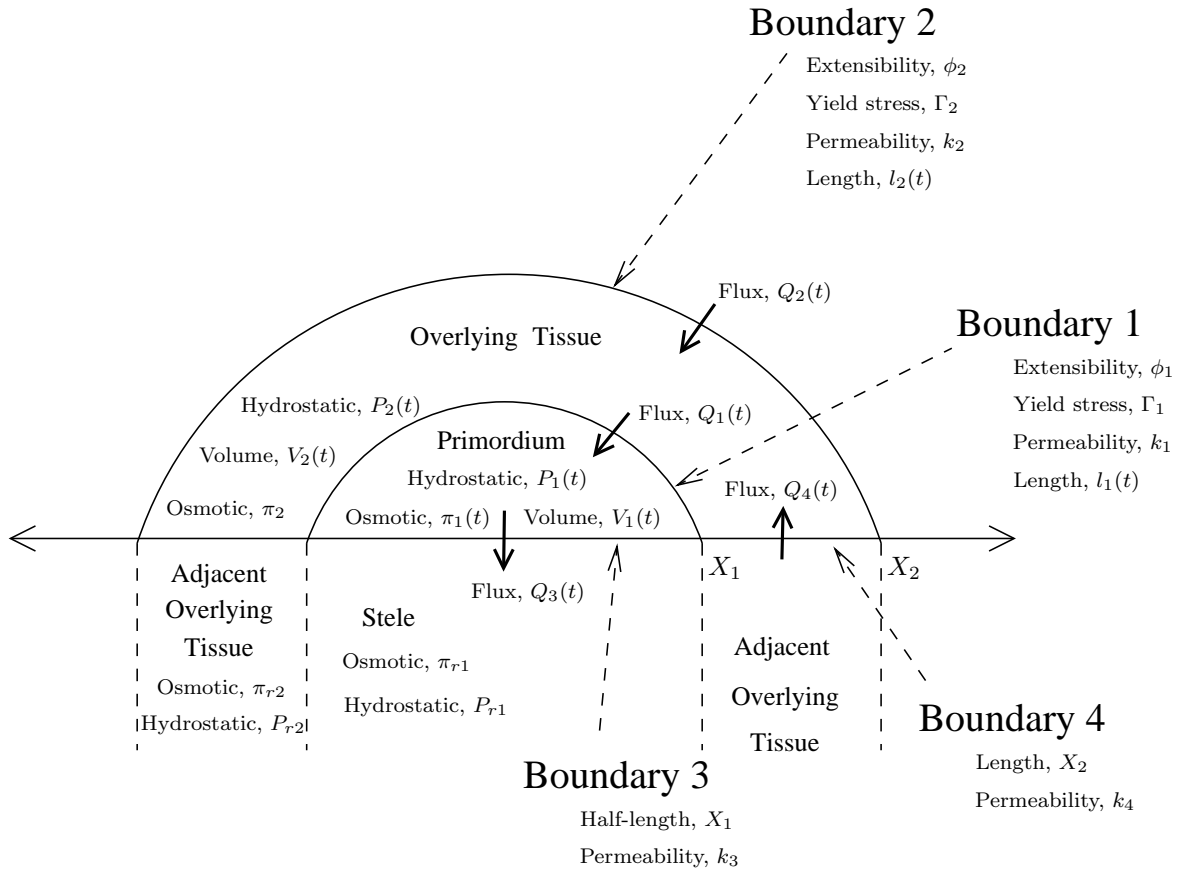 Boundary 2
Extensibility, ϕ₂
Yield stress, Γ₂
Permeability, k₂
Length, l₂(t)
Flux, Q₂(t)
Overlying Tissue
Boundary 1
Extensibility, ϕ₁
Yield stress, Γ₁
Permeability, k₁
Length, l₁(t)
Hydrostatic, P₂(t)
Flux, Q₁(t)
Primordium
Volume, V₂(t)
Hydrostatic, P₁(t)
Flux, Q₄(t)
Osmotic, π₂
Osmotic, π₁(t)
Volume, V₁(t)
X₁
X₂
Adjacent
Overlying
Tissue
Osmotic, πr2
Hydrostatic, Pr2
Flux, Q₃(t)
Stele
Osmotic, πr1
Hydrostatic, Pr1
Adjacent
Overlying
Tissue
Boundary 3
Half-length, X₁
Permeability, k₃
Boundary 4
Length, X₂
Permeability, k₄